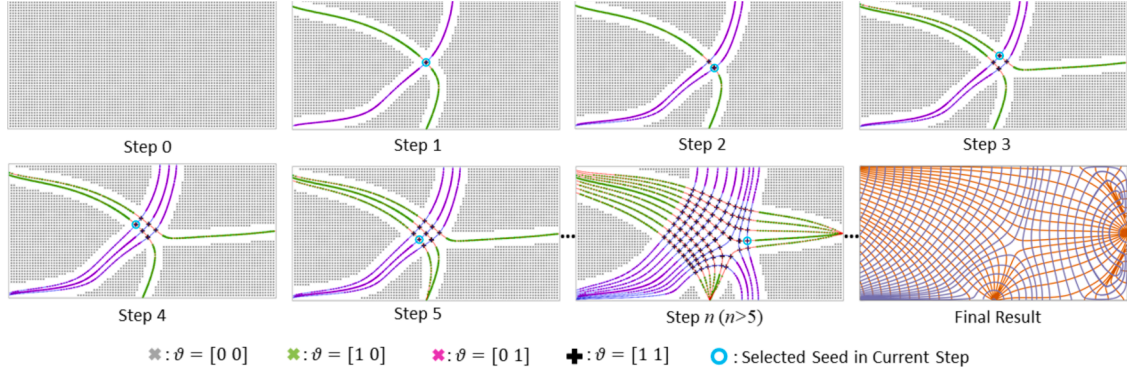 Step 0
Step 1
Step 2
Step 3
Step 4
Step 5
...
Step n (n>5)
...
Final Result
✖: ϑ = [0 0]
✖: ϑ = [1 0]
✖: ϑ = [0 1]
✚: ϑ = [1 1]
: Selected Seed in Current Step